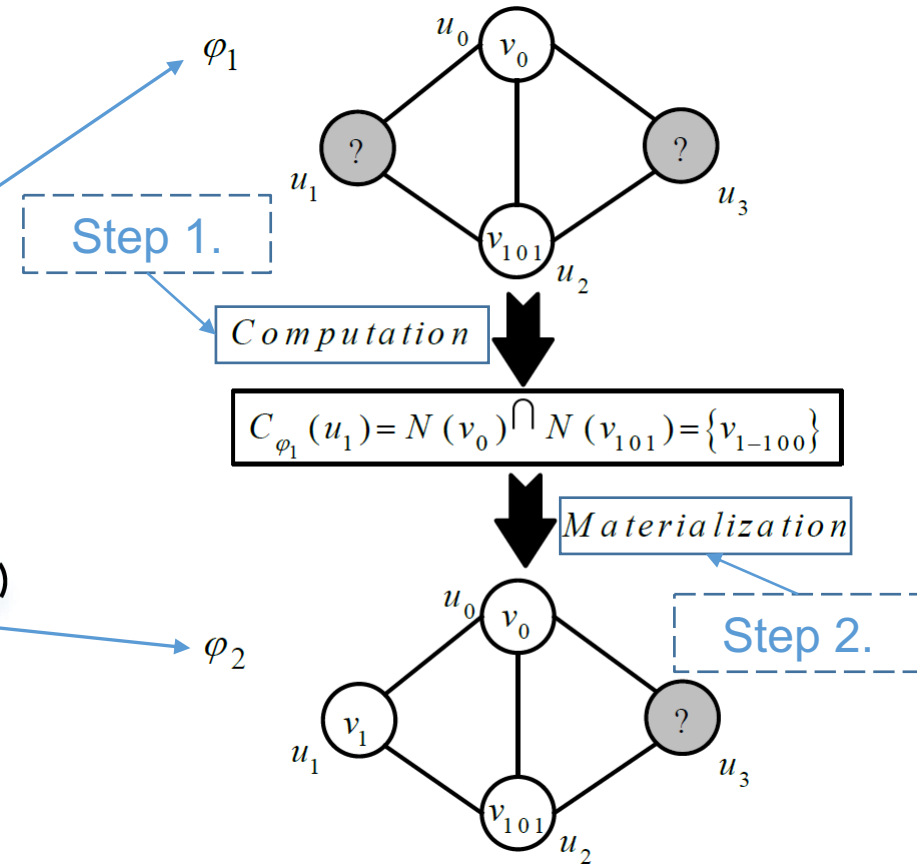 φ₁
u₀
v₀
?
?
u₁
u₃
Step 1.
v₁₀₁
u₂
Computation
C_φ₁(u₁)=N(v₀)∩N(v₁₀₁)={v₁₋₁₀₀}
Materialization
)
u₀
v₀
Step 2.
φ₂
v₁
?
u₁
u₃
v₁₀₁
u₂